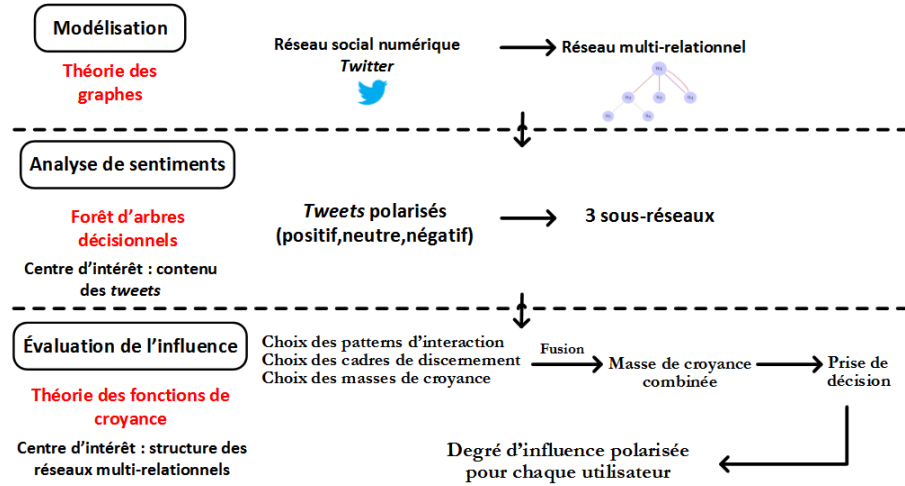 Modélisation
Théorie des
graphes
Réseau social numérique
Twitter
Réseau multi-relationnel
Analyse de sentiments
Forêt d'arbres
décisionnels
Centre d'intérêt : contenu
des tweets
Tweets polarisés
(positif,neutre,négatif)
3 sous-réseaux
Évaluation de l'influence
Théorie des fonctions de
croyance
Centre d'intérêt : structure des
réseaux multi-relationnels
Choix des patterns d'interaction
Choix des cadres de discernement
Choix des masses de croyance
Fusion
Masse de croyance
combinée
Prise de
décision
Degré d'influence polarisée
pour chaque utilisateur